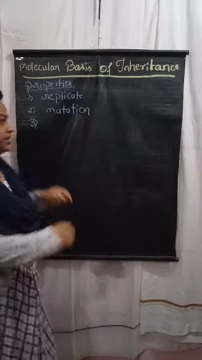 Molecular Basis of Inheritance
Properties
1) replicate
2) mutation
3)